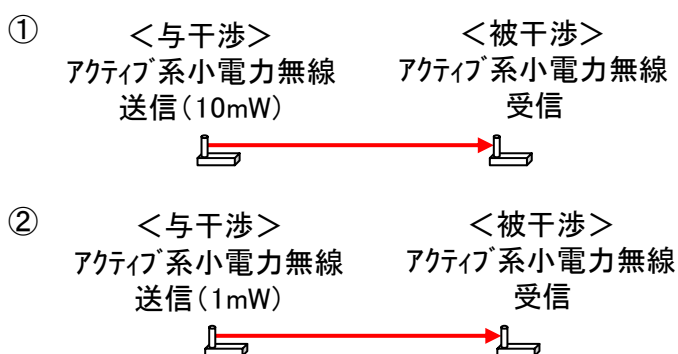 ①
<与干渉>
アクティブ系小電力無線
送信(10mW)
<被干渉>
アクティブ系小電力無線
受信
②
<与干渉>
アクティブ系小電力無線
送信(1mW)
<被干渉>
アクティブ系小電力無線
受信